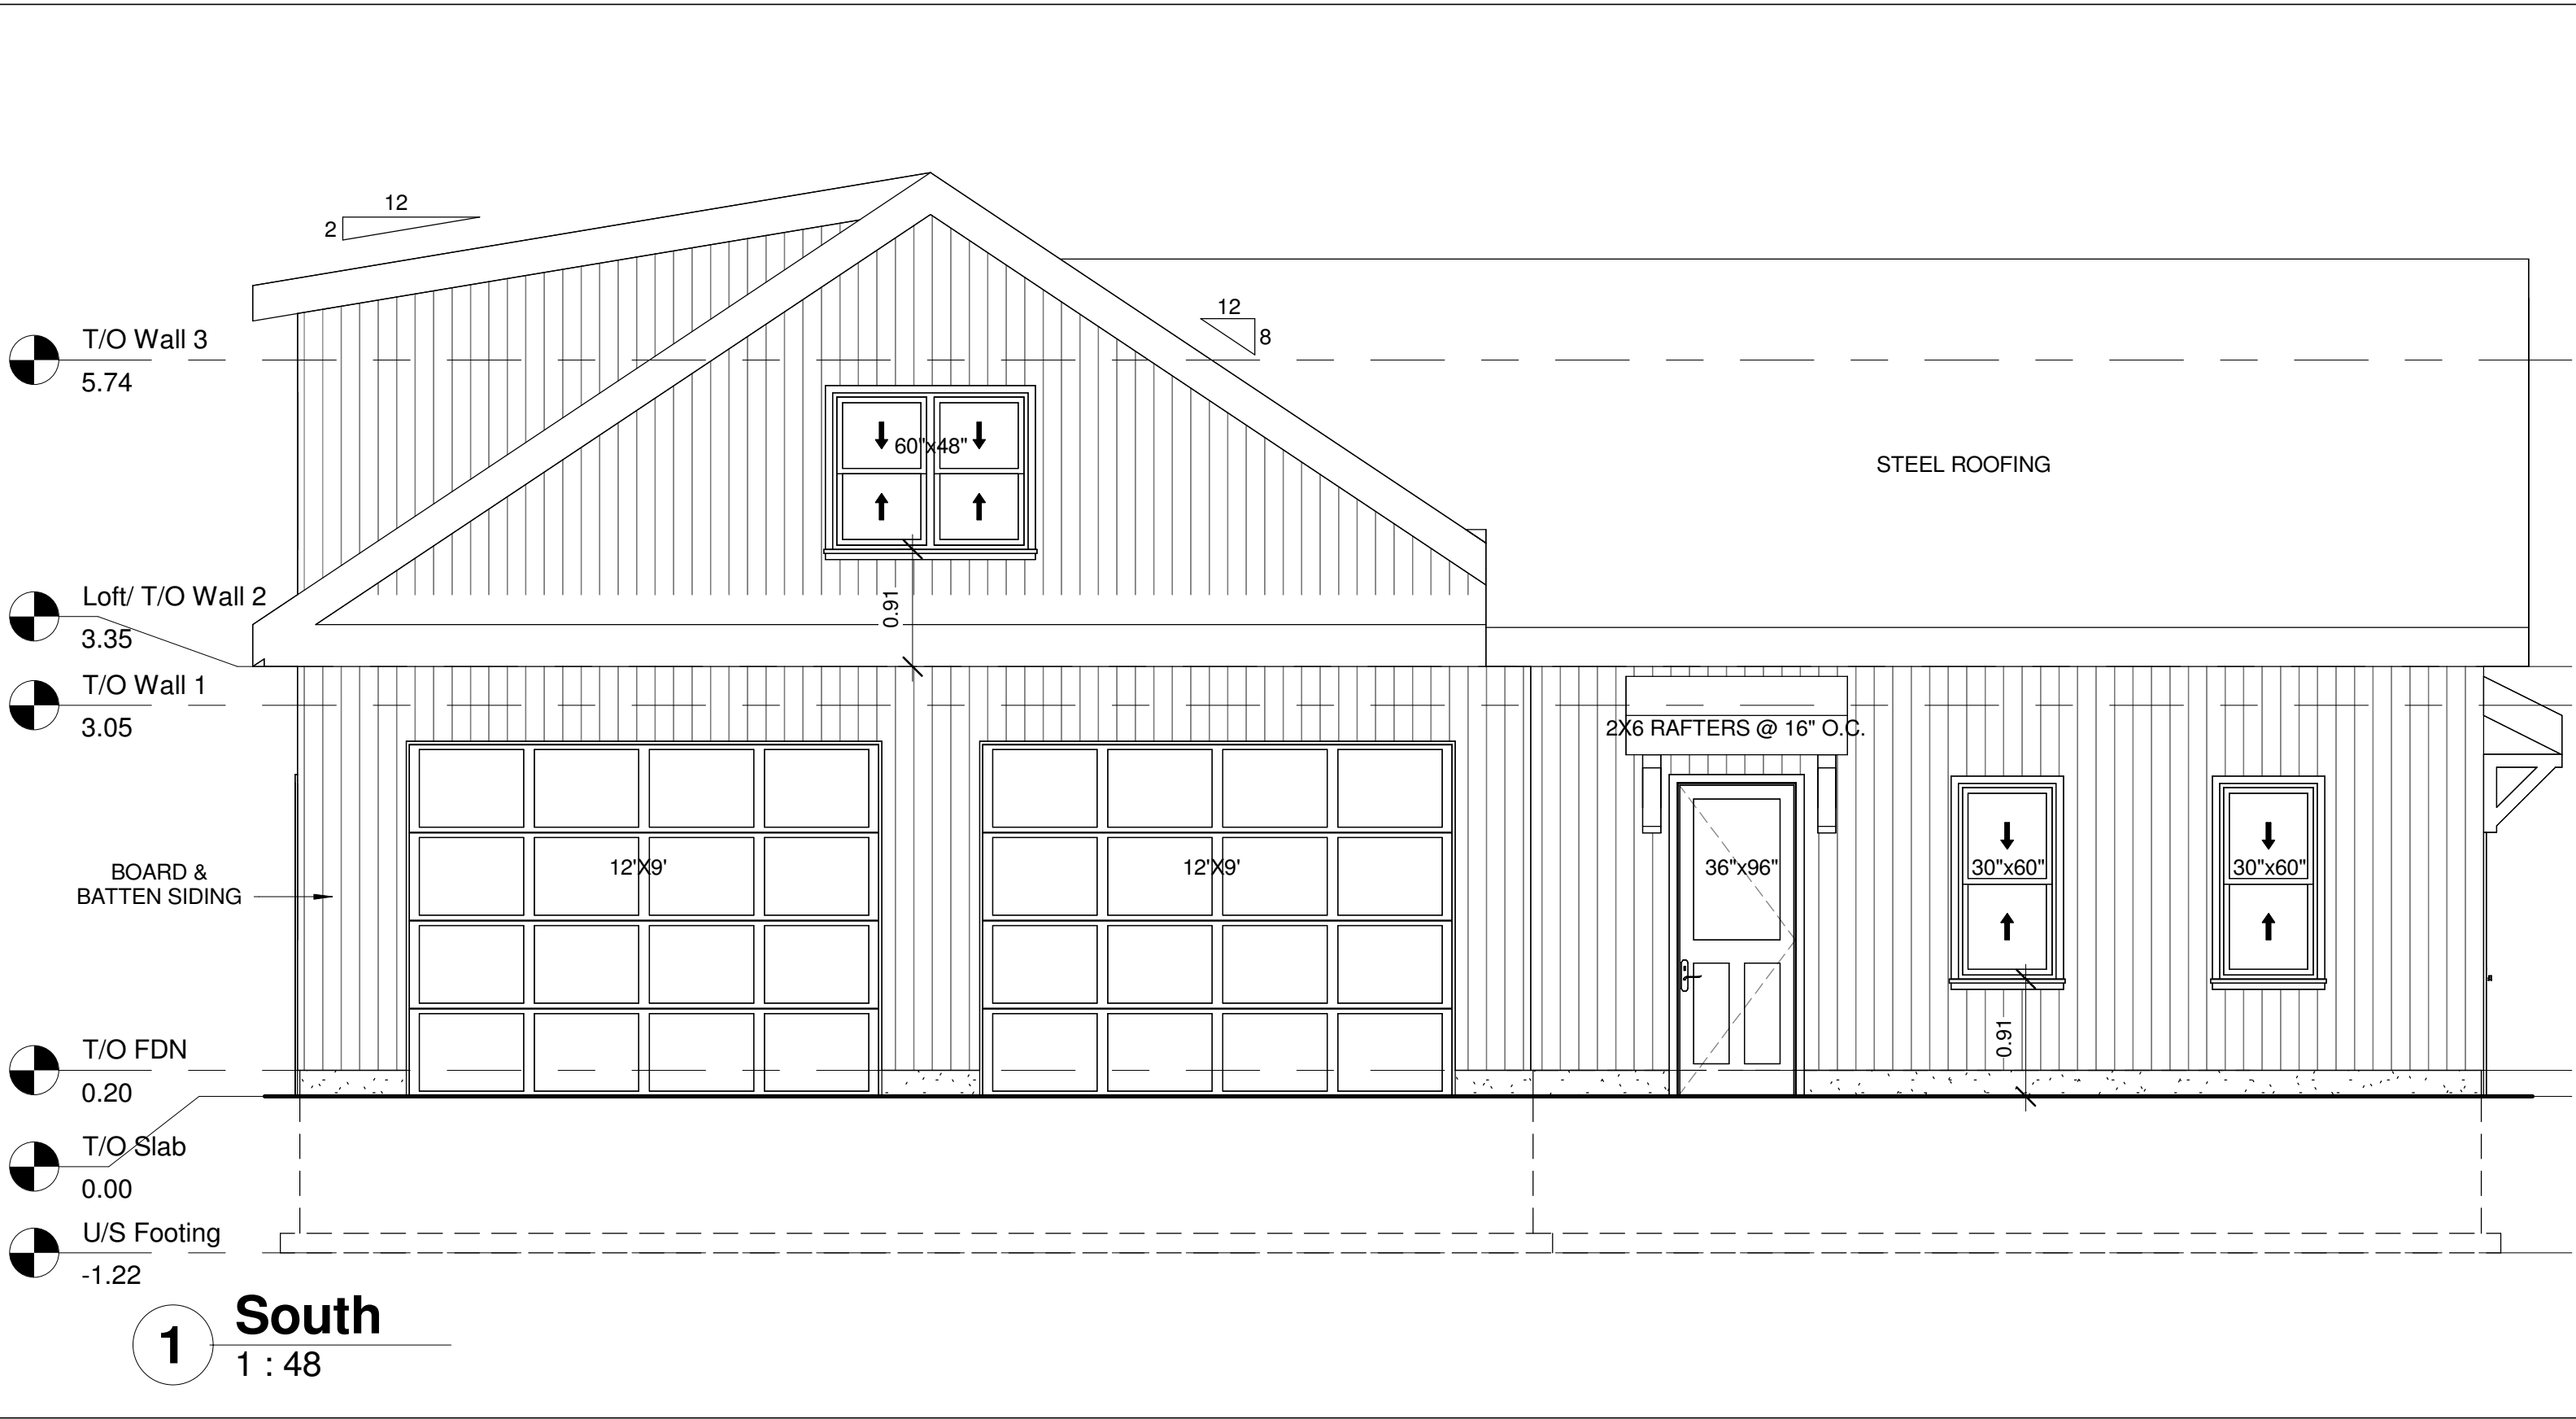 12
2
12
8
T/O Wall 3
5.74
60"x48"
STEEL ROOFING
Loft/ T/O Wall 2
3.35
0.91
T/O Wall 1
3.05
2X6 RAFTERS @ 16" O.C.
BOARD &
BATTEN SIDING
12'X9'
12'X9'
36"x96"
30"x60"
30"x60"
0.91
T/O FDN
0.20
T/O Slab
0.00
U/S Footing
-1.22
1
South
1 : 48